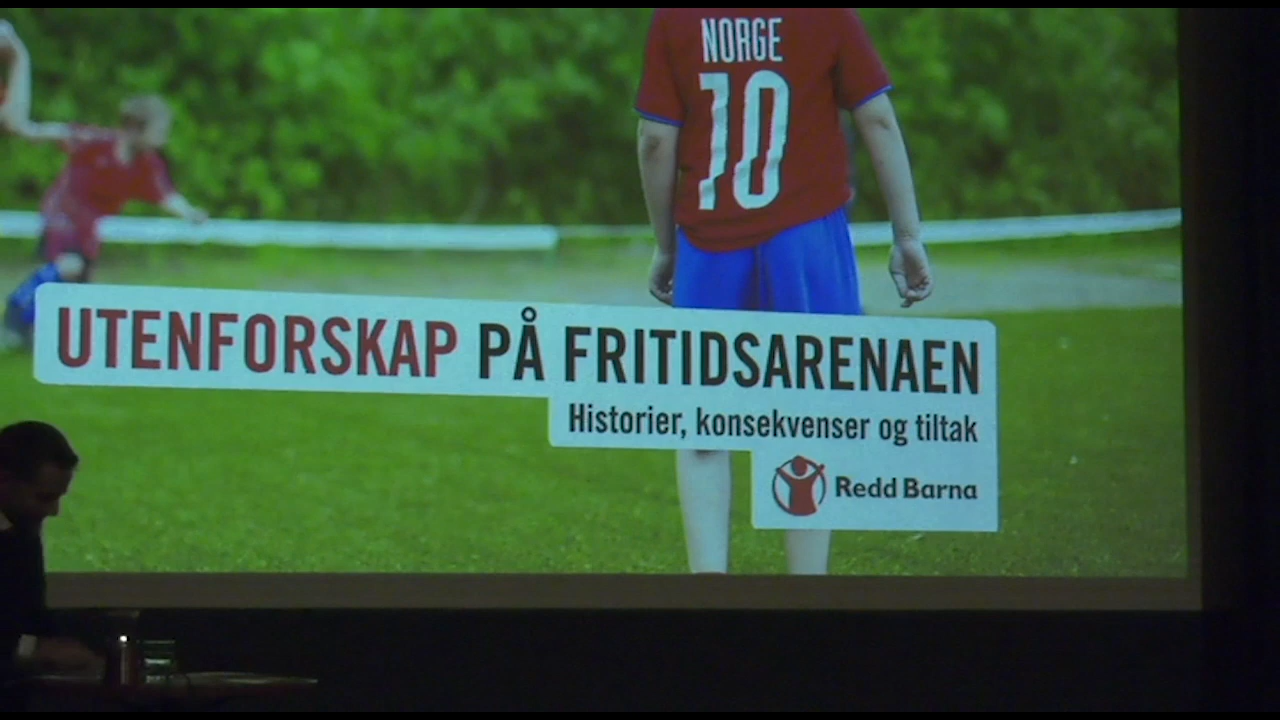 NORGE
10
UTENFORSKAP PÅ FRITIDSARENAEN
Historier, konsekvenser og tiltak
Redd Barna